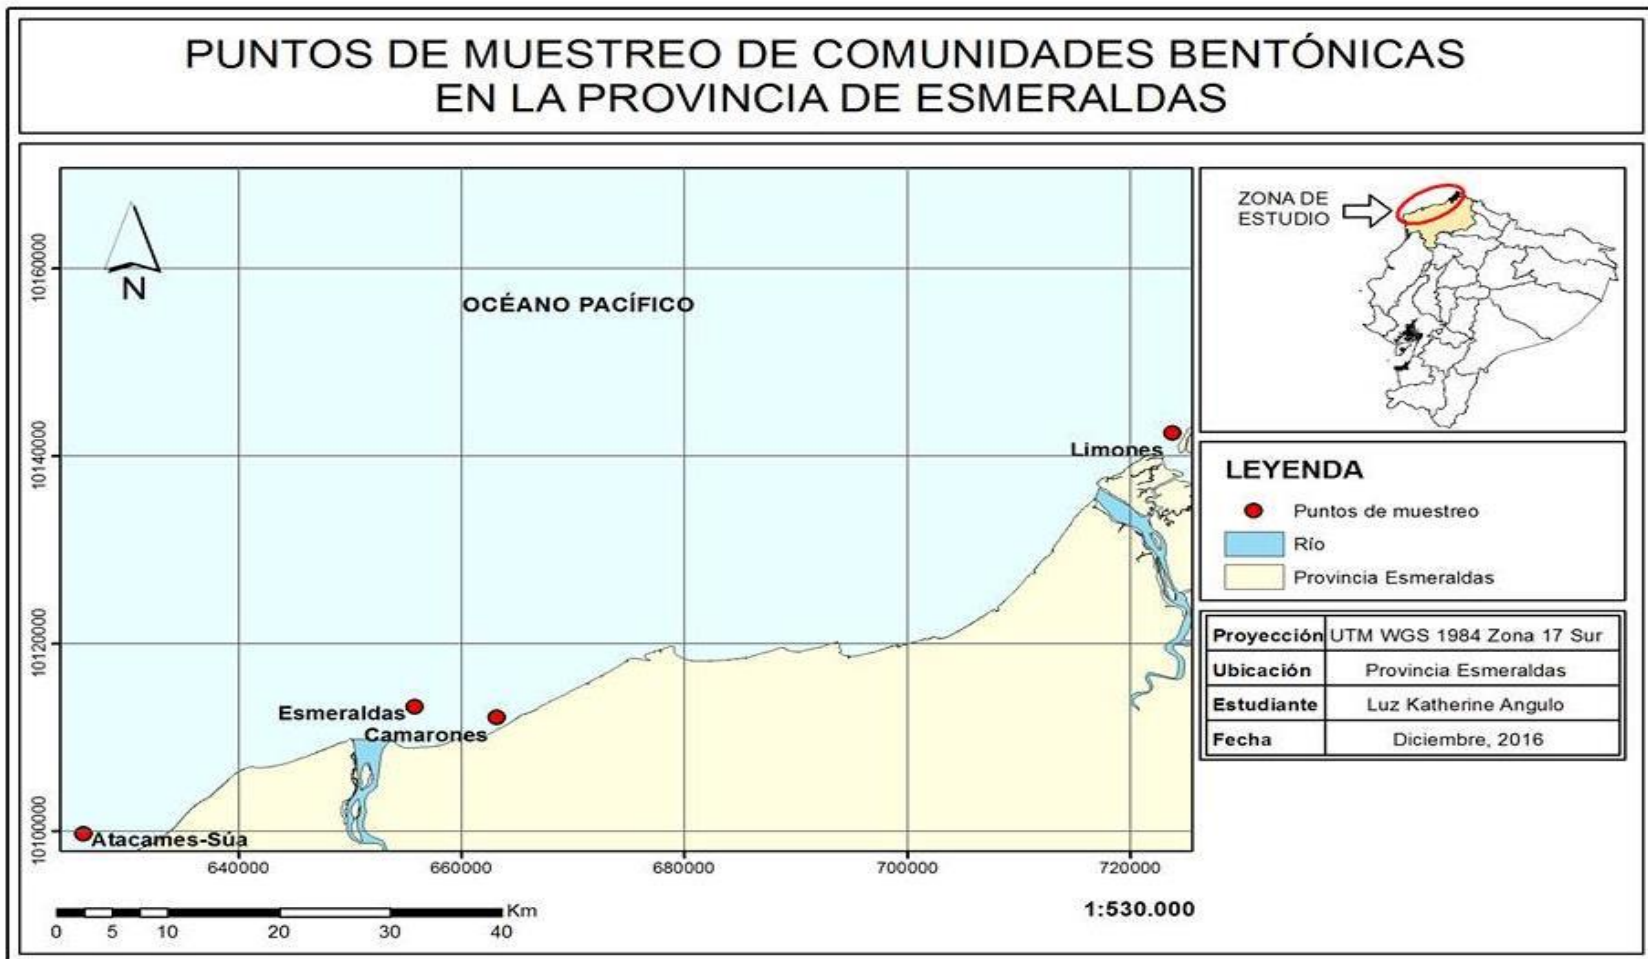 PUNTOS DE MUESTREO DE COMUNIDADES BENTÓNICAS
EN LA PROVINCIA DE ESMERALDAS
N
OCÉANO PACÍFICO
Limones
Esmeraldas
Camarones
Atacames-Súa
10160000
10140000
10120000
10100000
640000
660000
680000
700000
720000
Km
0
5
10
20
30
40
1:530.000
ZONA DE
ESTUDIO
LEYENDA
Puntos de muestreo
Río
Provincia Esmeraldas
Proyección UTM WGS 1984 Zona 17 Sur
Ubicación Provincia Esmeraldas
Estudiante Luz Katherine Angulo
Fecha Diciembre, 2016